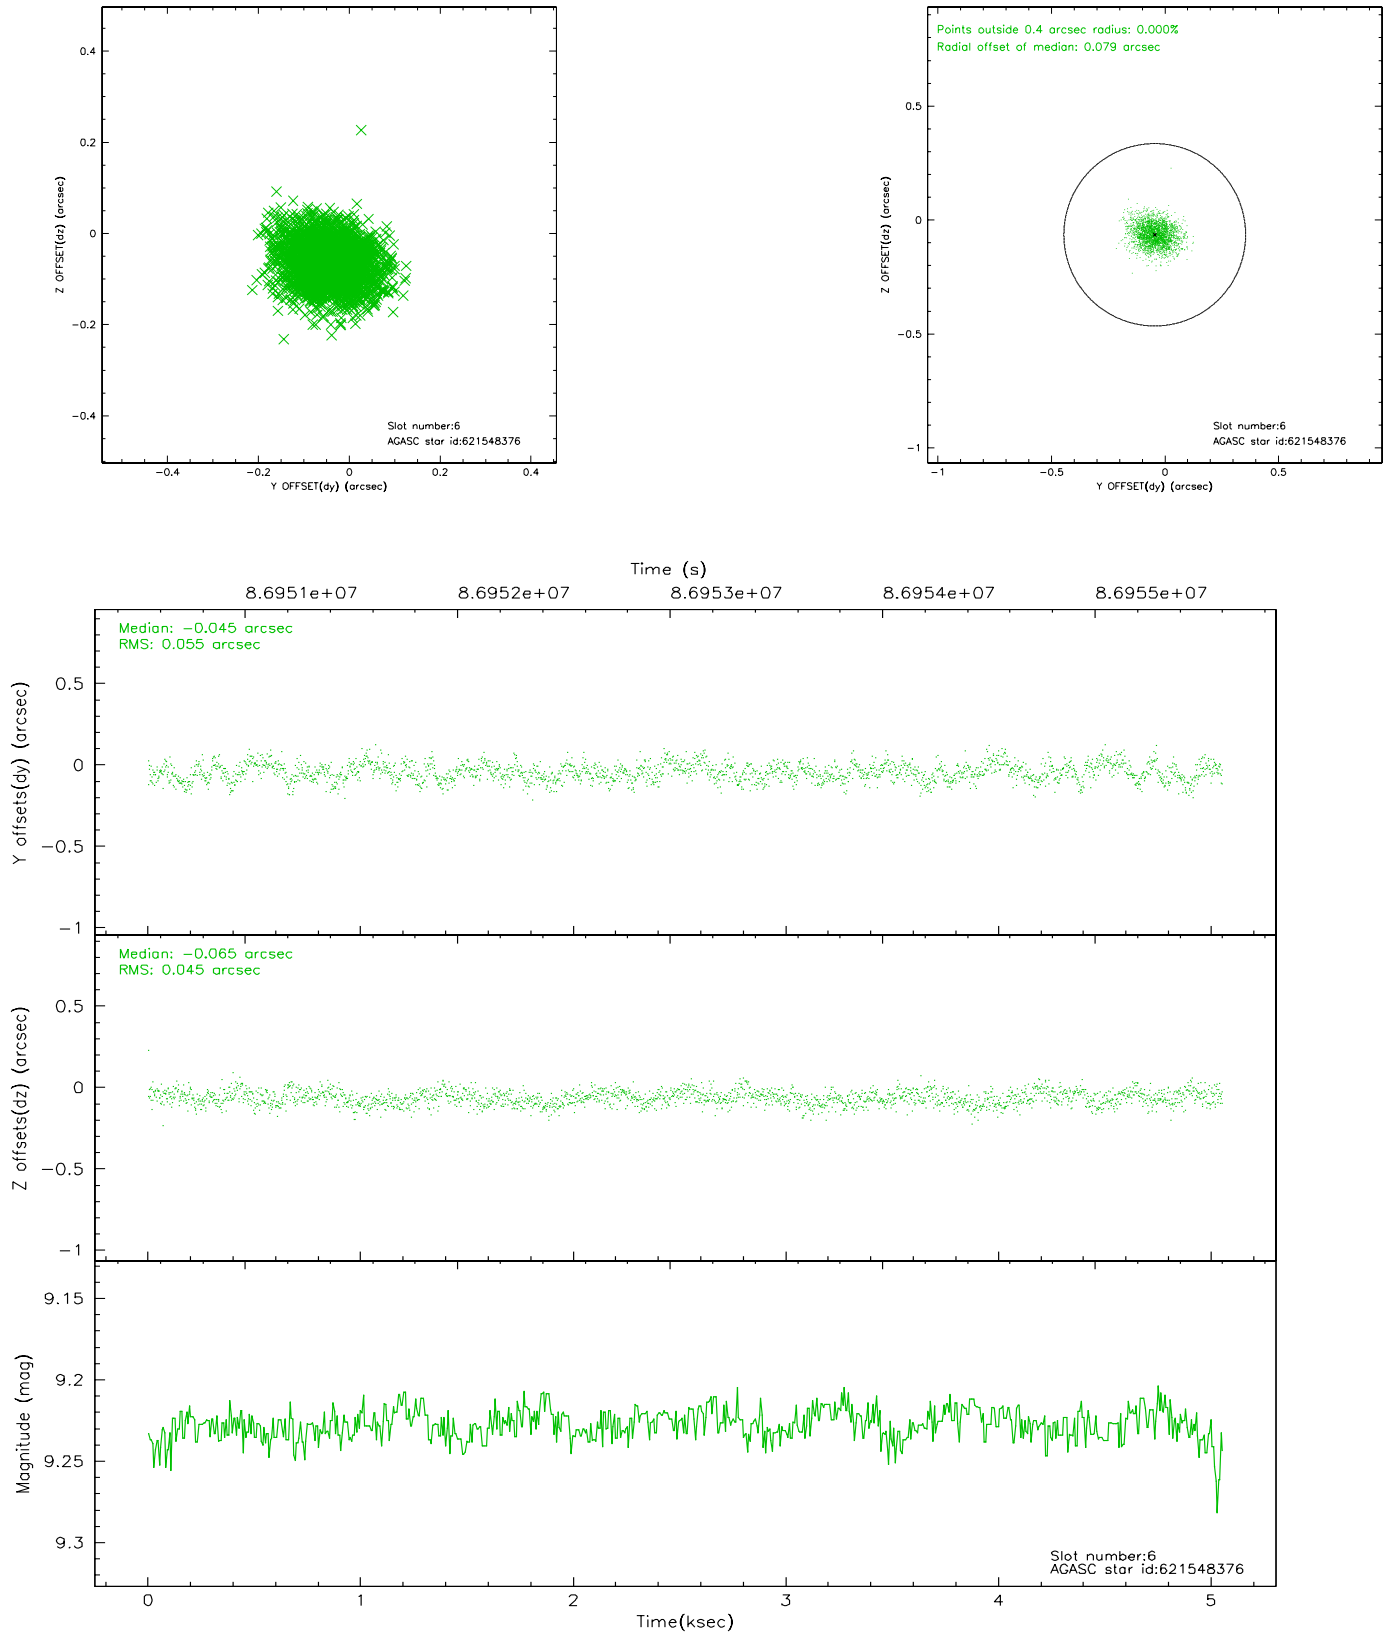 0.4
0.2
0
−0.2
−0.4
Z OFFSET(dz) (arcsec)
Slot number:6
AGASC star id:621548376
−0.4 −0.2 0 0.2 0.4
Y OFFSET(dy) (arcsec)
Points outside 0.4 arcsec radius: 0.000%
Radial offset of median: 0.079 arcsec
0.5
0
−0.5
−1
Z OFFSET(dz) (arcsec)
Slot number:6
AGASC star id:621548376
−1 −0.5 0 0.5
Y OFFSET(dy) (arcsec)
Time (s)
8.6951e+07 8.6952e+07 8.6953e+07 8.6954e+07 8.6955e+07
Median: −0.045 arcsec
RMS: 0.055 arcsec
0.5
0
−0.5
−1
Y offsets(dy) (arcsec)
Median: −0.065 arcsec
RMS: 0.045 arcsec
0.5
0
−0.5
−1
Z offsets(dz) (arcsec)
9.15
9.2
9.25
9.3
Magnitude (mag)
Slot number:6
AGASC star id:621548376
0 1 2 3 4 5
Time(ksec)